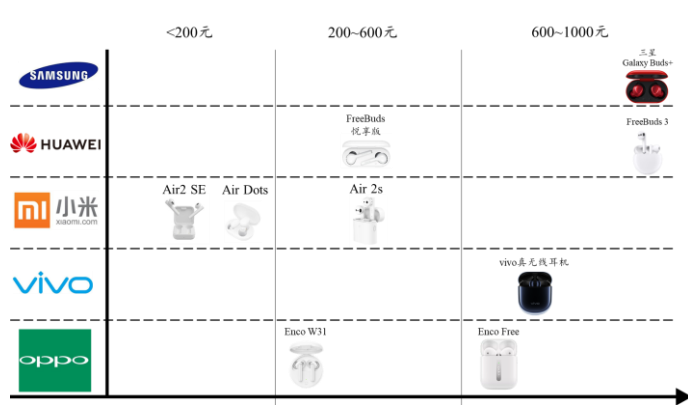 <200元 200~600元 600~1000元
三星
Galaxy Buds+
SAMSUNG
FreeBuds
悦享版
FreeBuds 3
HUAWEI
Air2 SE Air Dots Air 2s
小米
xiaomi.com
vivo真无线耳机
vivo
Enco W31 Enco Free
oppo